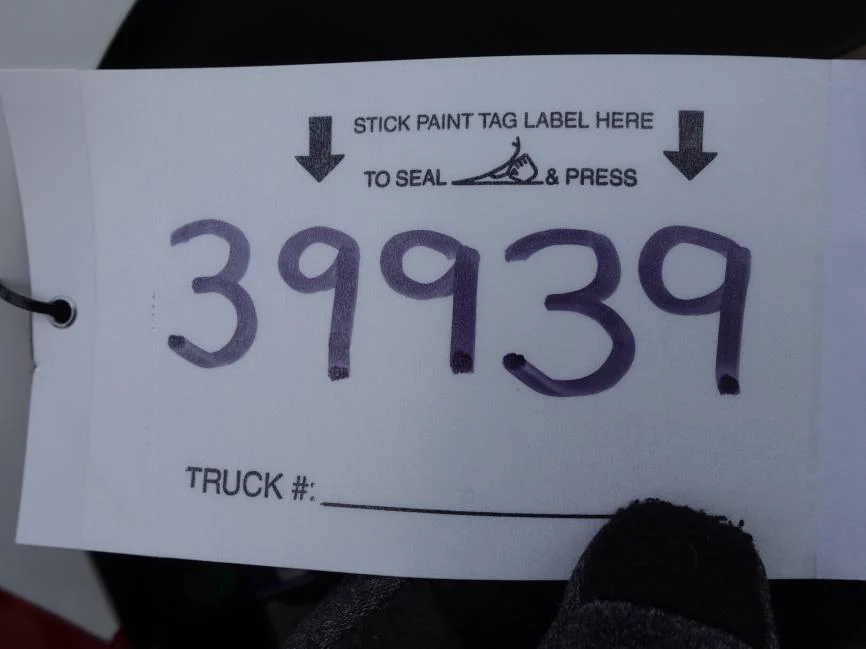 STICK PAINT TAG LABEL HERE
TO SEAL & PRESS
39939
TRUCK #: